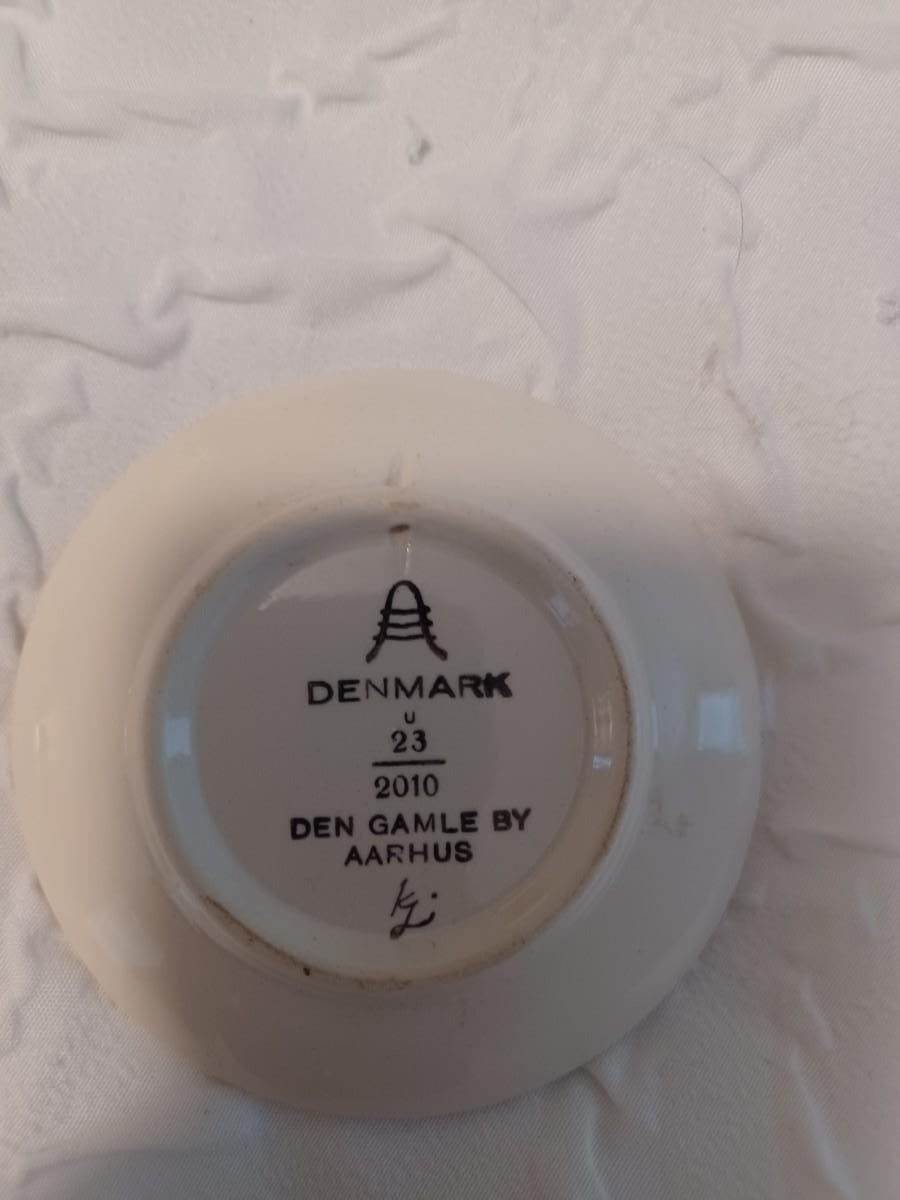 DENMARK
U
23
2010
DEN GAMLE BY
AARHUS